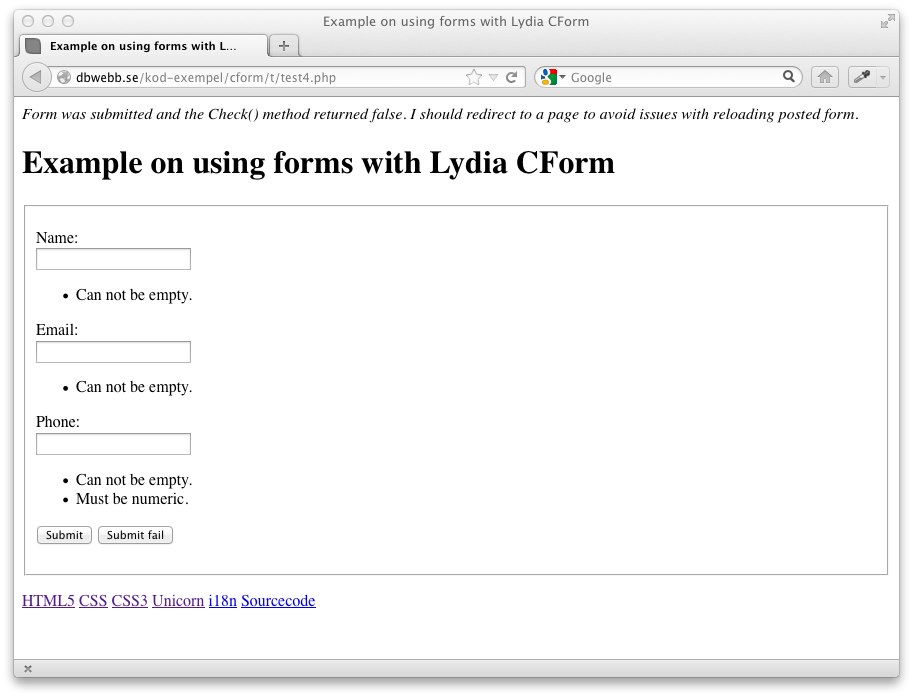 Example on using forms with Lydia CForm
Example on using forms with L...
dbwebb.se/kod-exempel/cform/t/test4.php
Google
Form was submitted and the Check() method returned false. I should redirect to a page to avoid issues with reloading posted form.
Example on using forms with Lydia CForm
Name:
• Can not be empty.
Email:
• Can not be empty.
Phone:
• Can not be empty.
• Must be numeric.
Submit Submit fail
HTML5 CSS CSS3 Unicorn i18n Sourcecode